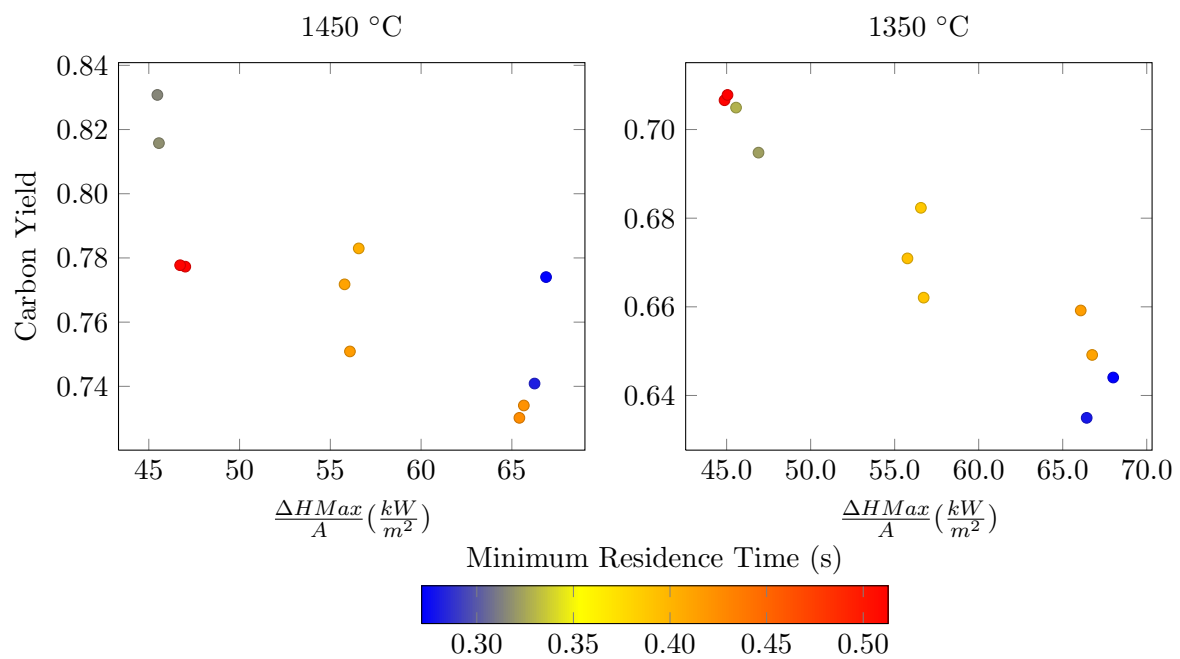 1450 °C
1350 °C
Carbon Yield
0.84
0.82
0.80
0.78
0.76
0.74
45 50 55 60 65
0.70
0.68
0.66
0.64
45.0 50.0 55.0 60.0 65.0 70.0
ΔHMax/A (kW/m²)
ΔHMax/A (kW/m²)
Minimum Residence Time (s)
0.30 0.35 0.40 0.45 0.50